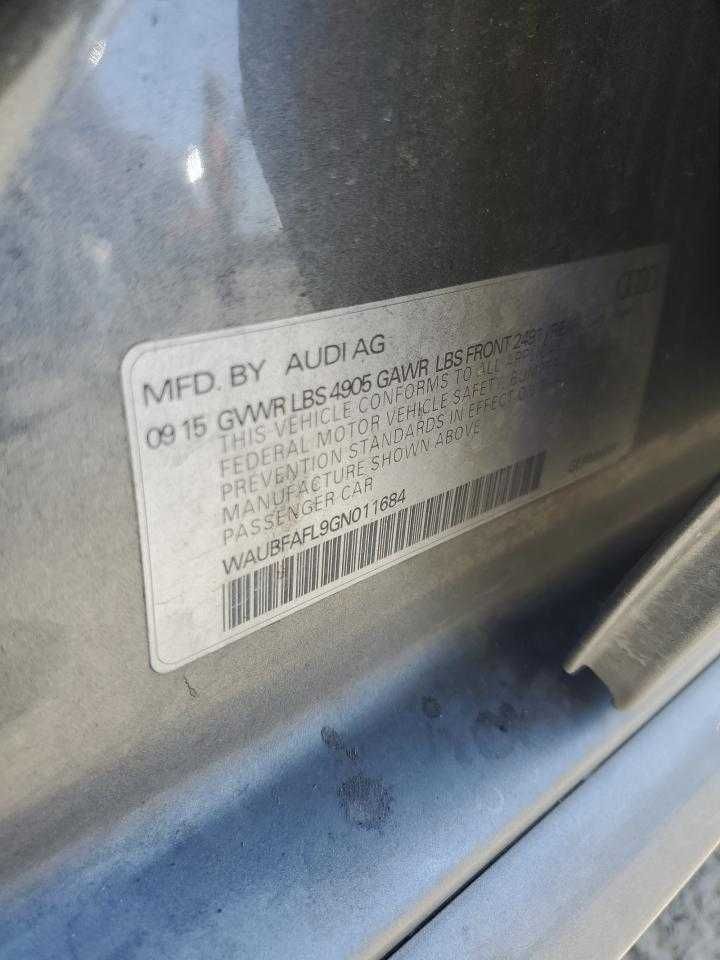 MFD. BY AUDI AG
09 15 GVWR LBS 4905 GAWR LBS FRONT 2491
THIS VEHICLE CONFORMS TO ALL
FEDERAL MOTOR VEHICLE SAFETY,
PREVENTION STANDARDS IN EFFECT
MANUFACTURE SHOWN ABOVE
PASSENGER CAR
WAUBFAFL9GN011684